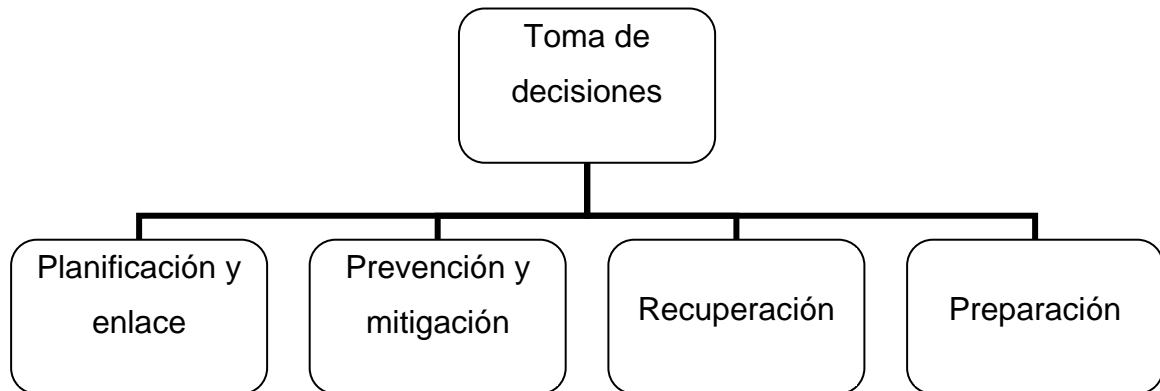 Toma de
decisiones
Planificación y
enlace
Prevención y
mitigación
Recuperación
Preparación